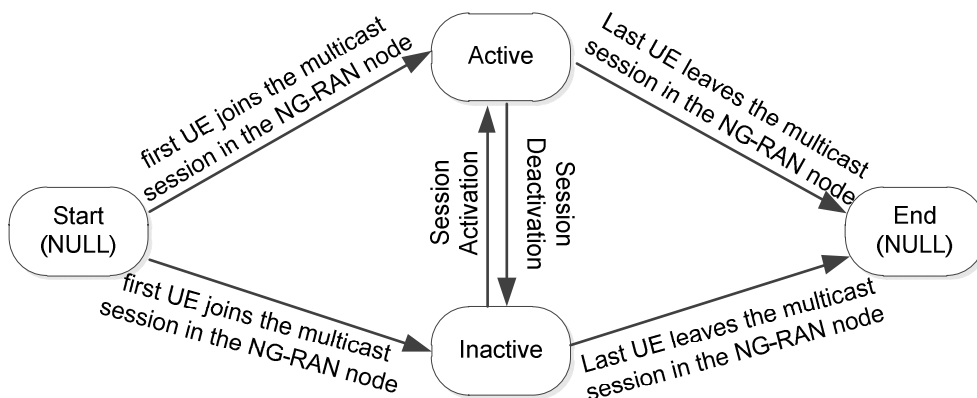 Active
first UE joins the multicast
session in the NG-RAN node
Last UE leaves the multicast
session in the NG-RAN node
Session
Activation
Session
Deactivation
Start
(NULL)
End
(NULL)
first UE joins the multicast
session in the NG-RAN node
Inactive
Last UE leaves the multicast
session in the NG-RAN node